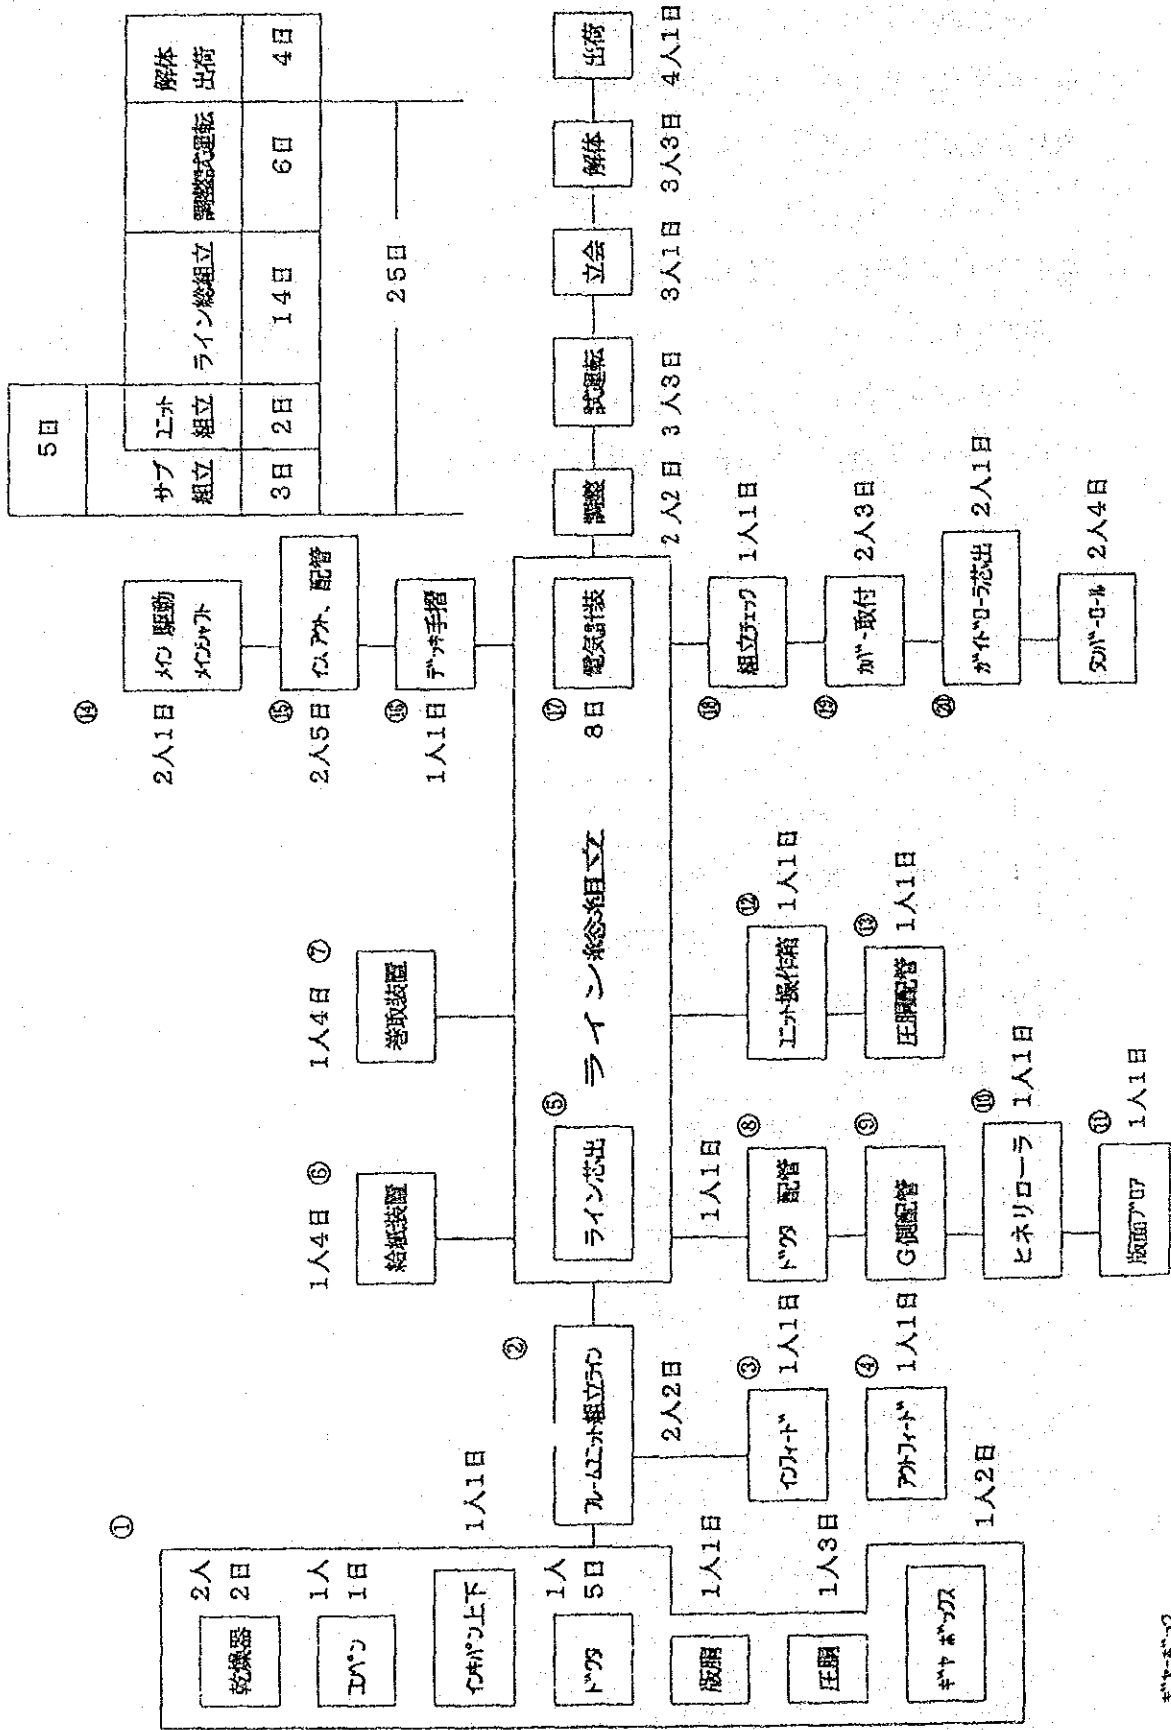 5日
サブ組立
ユニット組立
ライン総組立
調整試運転
解体出荷
3日
2日
14日
6日
4日
25日
①
乾燥器
2人2日
エンペン
1人1日
インキパン上下
1人1日
ドクタ
1人5日
版胴
1人1日
圧胴
1人3日
ギヤボックス
1人2日
ギヤーボック
②
フレームユニット組立ライン
2人2日
③
インフィード
1人1日
④
アウトフィード
1人1日
ライン総組立
⑤
ライン芯出
1人4日 ⑥
給紙装置
1人4日 ⑦
巻取装置
1人1日
⑧
ドクタ 配管
⑨
G側配管
⑩
ヒネリローラ
1人1日
⑪
版面ブロア
1人1日
⑫
ユニット操作箱
1人1日
⑬
圧胴配管
1人1日
⑭
メイン駆動
メインシャフト
2人1日
⑮
インスアウト、配管
2人5日
⑯
デッキ手摺
1人1日
⑰
電気計装
8日
⑱
組立チェック
1人1日
⑲
カバー取付
2人3日
⑳
ガイドローラ芯出
2人1日
ダンパーロール
2人4日
調整
2人2日
試運転
3人3日
立会
3人1日
解体
3人3日
出荷
4人1日